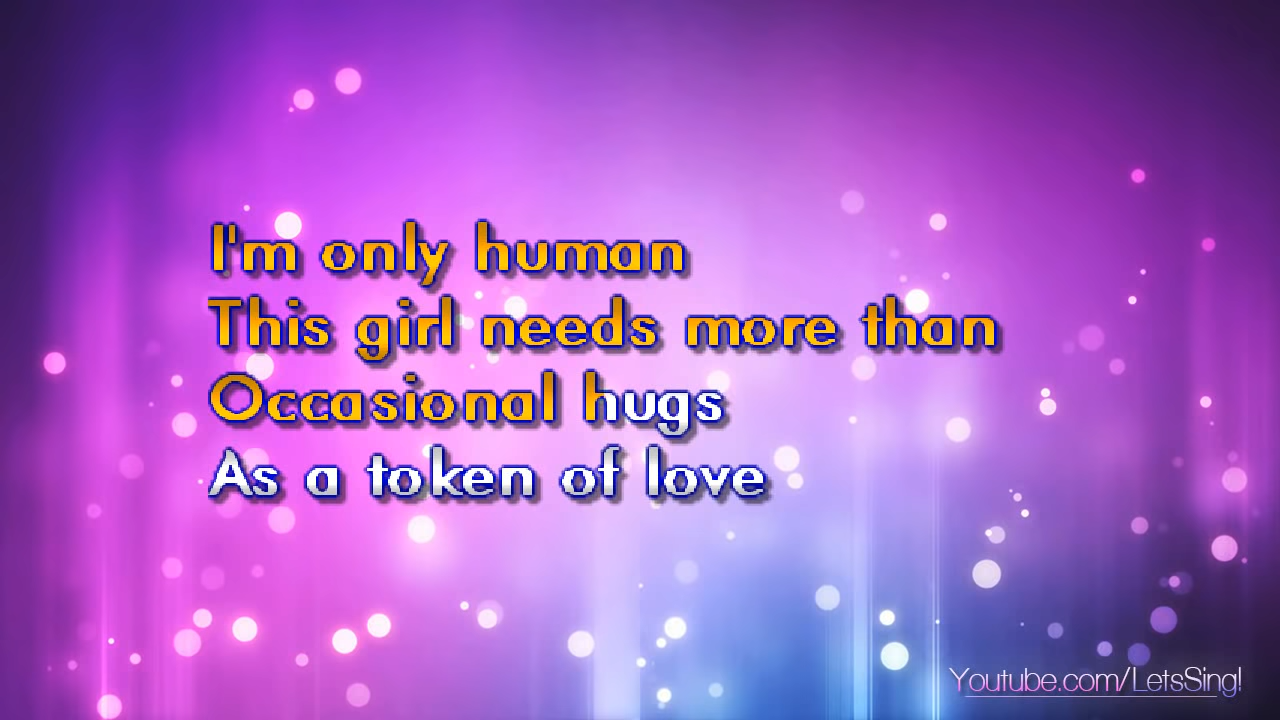 I'm only human
This girl needs more than
Occasional hugs
As a token of love
Youtube.com/LetsSing!